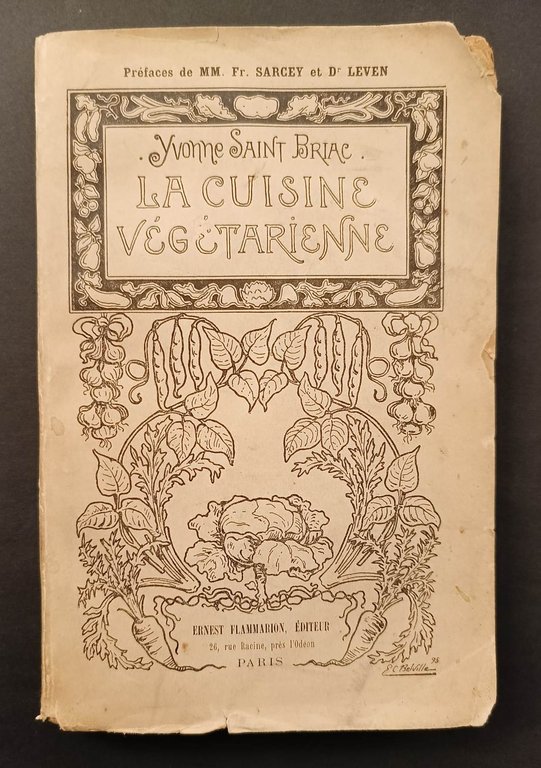 Préfaces de MM. Fr. SARCEY et Dr LEVEN
. YVONNE SAINT BRIAC .
LA CUISINE
VÉGÉTARIENNE
ERNEST FLAMMARION, ÉDITEUR
26, rue Racine, près l'Odéon
PARIS